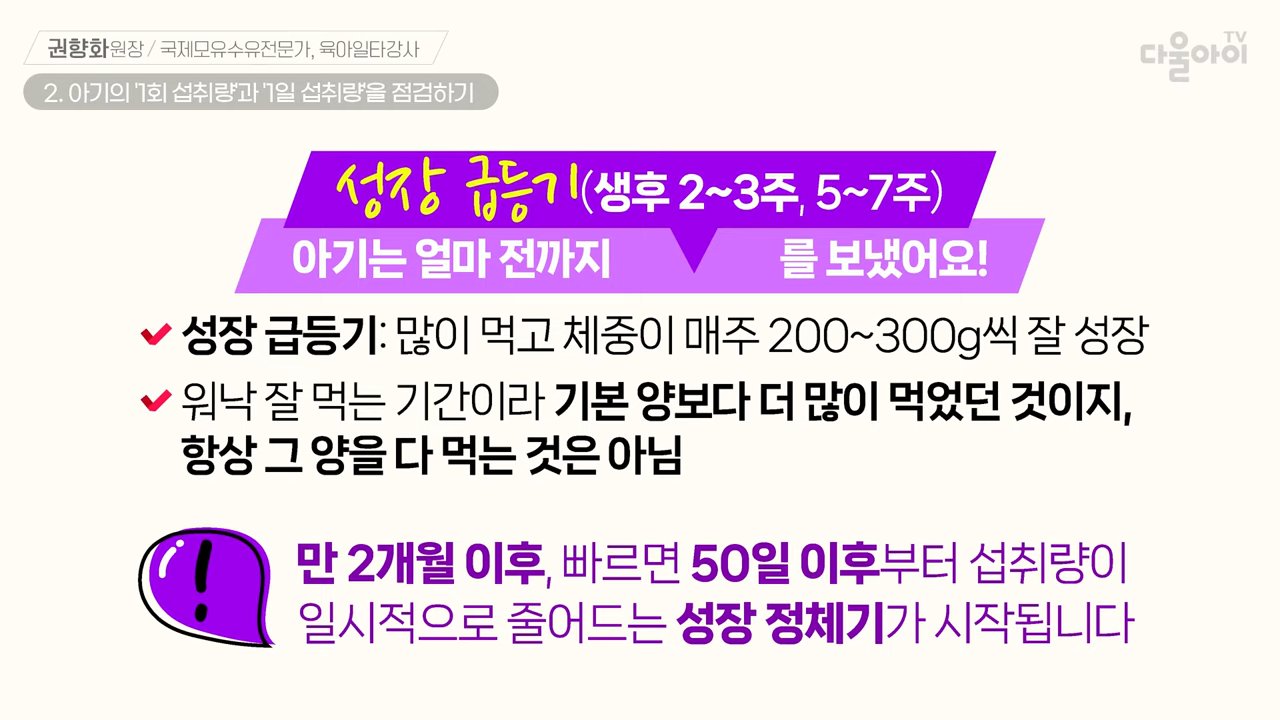 권향화원장 / 국제모유수유전문가, 육아일타강사
다울아이 TV
2. 아기의 '1회 섭취량'과 '1일 섭취량'을 점검하기
성장 급등기(생후 2~3주, 5~7주)
아기는 얼마 전까지 를 보냈어요!
성장 급등기: 많이 먹고 체중이 매주 200~300g씩 잘 성장
워낙 잘 먹는 기간이라 기본 양보다 더 많이 먹었던 것이지,
항상 그 양을 다 먹는 것은 아님
!
만 2개월 이후, 빠르면 50일 이후부터 섭취량이
일시적으로 줄어드는 성장 정체기가 시작됩니다